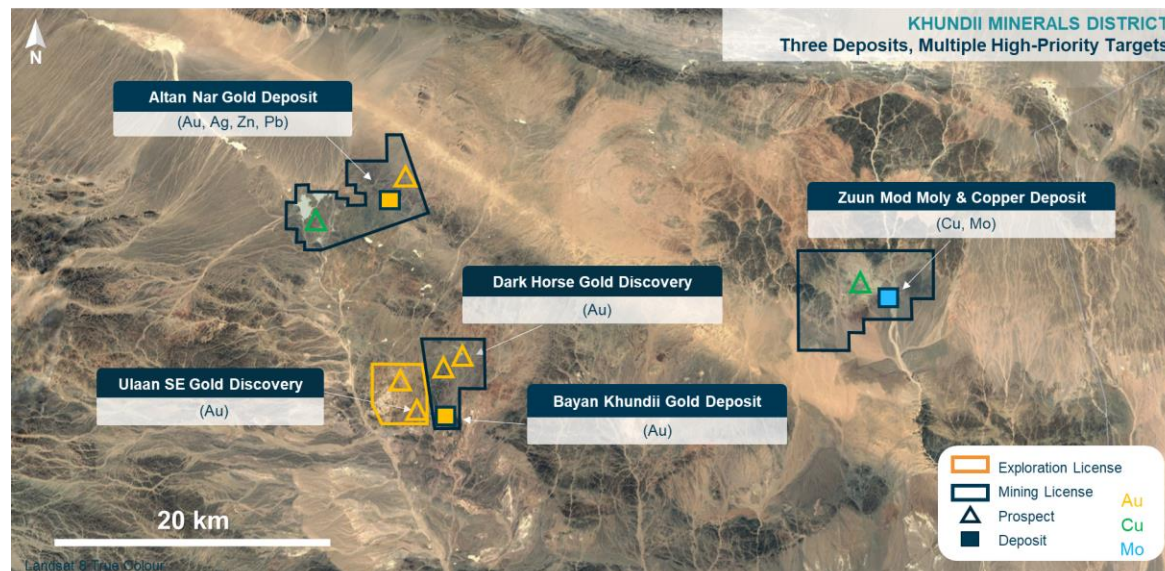 KHUNDII MINERALS DISTRICT
Three Deposits, Multiple High-Priority Targets
N
Altan Nar Gold Deposit
(Au, Ag, Zn, Pb)
Zuun Mod Moly & Copper Deposit
(Cu, Mo)
Dark Horse Gold Discovery
(Au)
Ulaan SE Gold Discovery
(Au)
Bayan Khundii Gold Deposit
(Au)
Exploration License
Mining License
Prospect
Deposit
Au
Cu
Mo
20 km
Landsat 8 True Colour